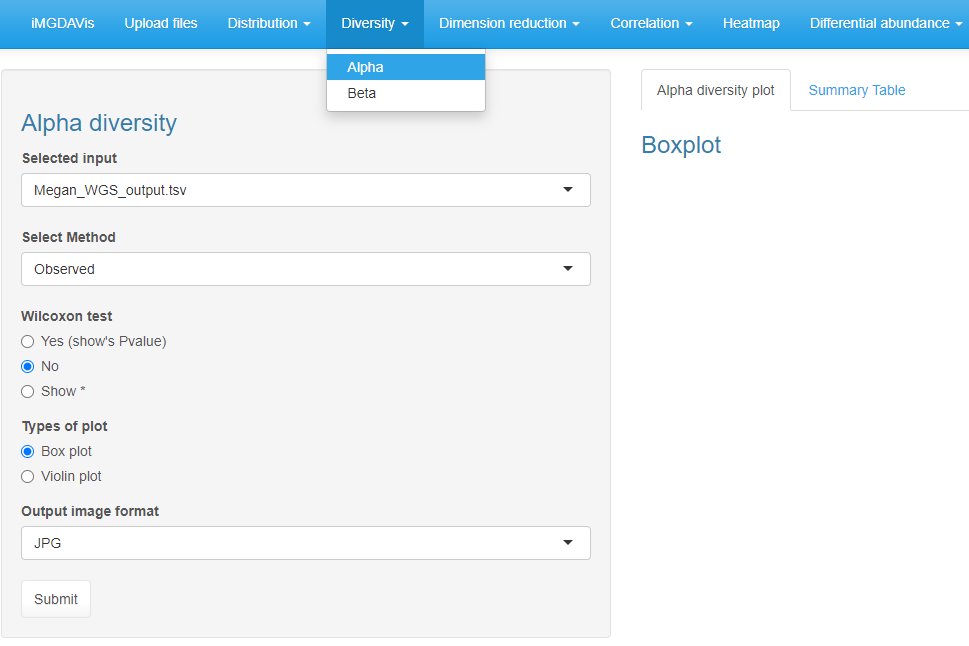 iMGDAVis Upload files Distribution Diversity Dimension reduction Correlation Heatmap Differential abundance
Alpha
Beta
Alpha diversity
Selected input
Megan_WGS_output.tsv
Select Method
Observed
Wilcoxon test
Yes (show's Pvalue)
No
Show *
Types of plot
Box plot
Violin plot
Output image format
JPG
Submit
Alpha diversity plot Summary Table
Boxplot